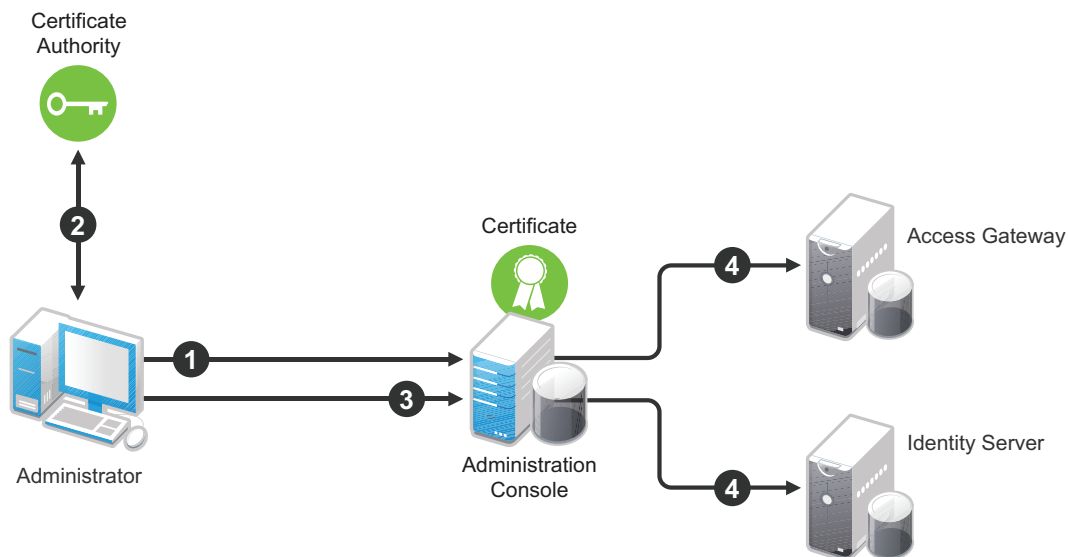 Certificate
Authority
2
Certificate
4
Access Gateway
1
3
Administrator
Administration
Console
4
Identity Server